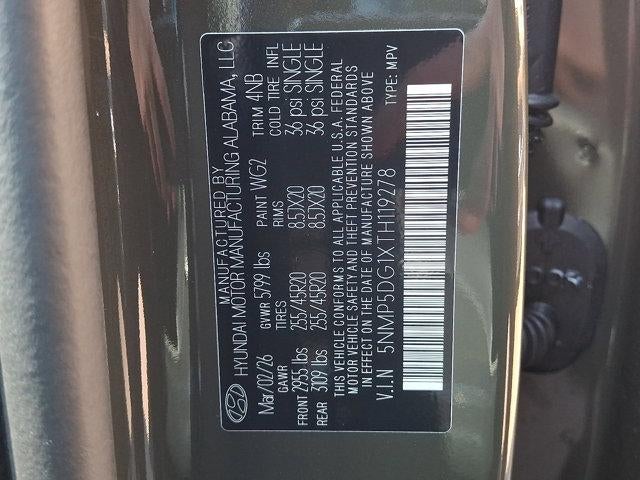 MANUFACTURED BY
HYUNDAI MOTOR MANUFACTURING ALABAMA, LLC
Mar/02/26 GVWR 5799 lbs PAINT WG2 TRIM 4NB
GAWR TIRES RIMS COLD TIRE INFL
FRONT 2955 lbs 255/45R20 8.5JX20 36 psi SINGLE
REAR 3109 lbs 255/45R20 8.5JX20 36 psi SINGLE
THIS VEHICLE CONFORMS TO ALL APPLICABLE U.S.A. FEDERAL
MOTOR VEHICLE SAFETY AND THEFT PREVENTION STANDARDS
IN EFFECT ON THE DATE OF MANUFACTURE SHOWN ABOVE
V.I.N 5NMP5DG1XTH119278 TYPE: MPV